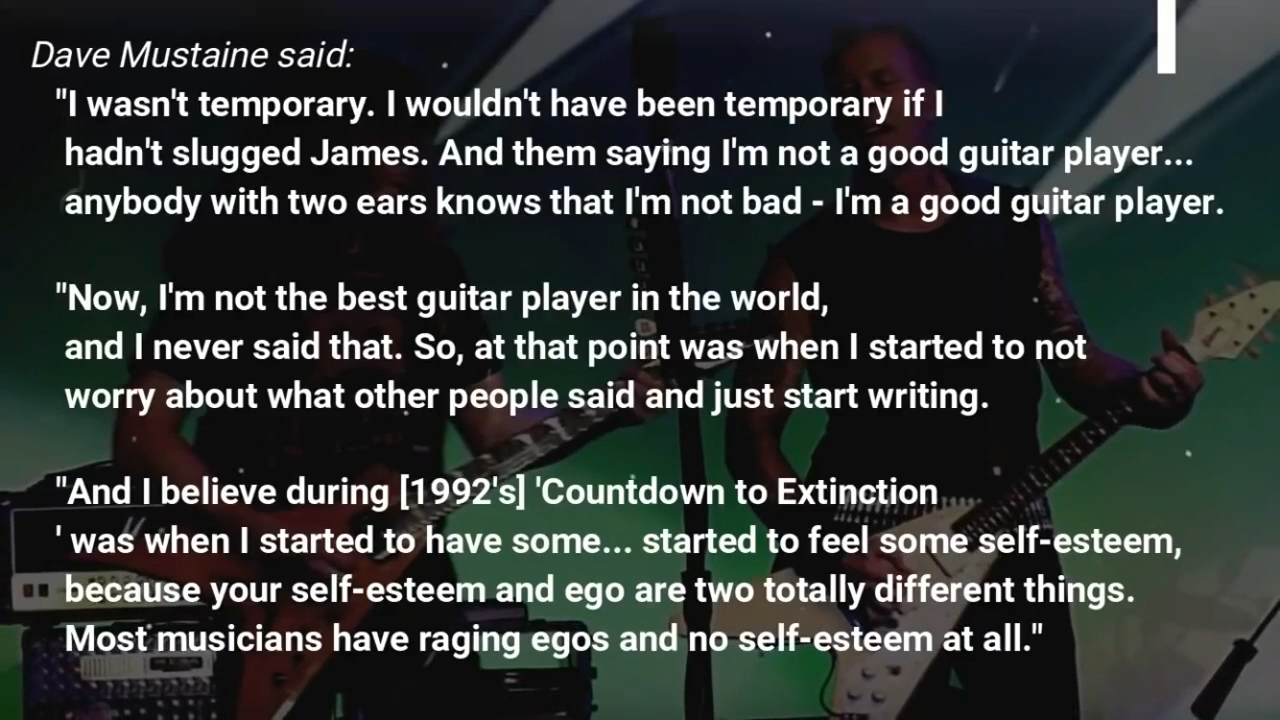 Dave Mustaine said:
"I wasn't temporary. I wouldn't have been temporary if I
hadn't slugged James. And them saying I'm not a good guitar player...
anybody with two ears knows that I'm not bad - I'm a good guitar player.
"Now, I'm not the best guitar player in the world,
and I never said that. So, at that point was when I started to not
worry about what other people said and just start writing.
"And I believe during [1992's] 'Countdown to Extinction
' was when I started to have some... started to feel some self-esteem,
because your self-esteem and ego are two totally different things.
Most musicians have raging egos and no self-esteem at all."